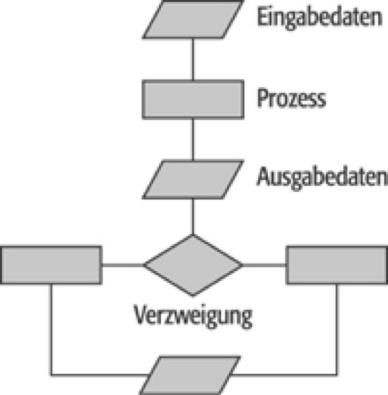 Eingabedaten
Prozess
Ausgabedaten
Verzweigung